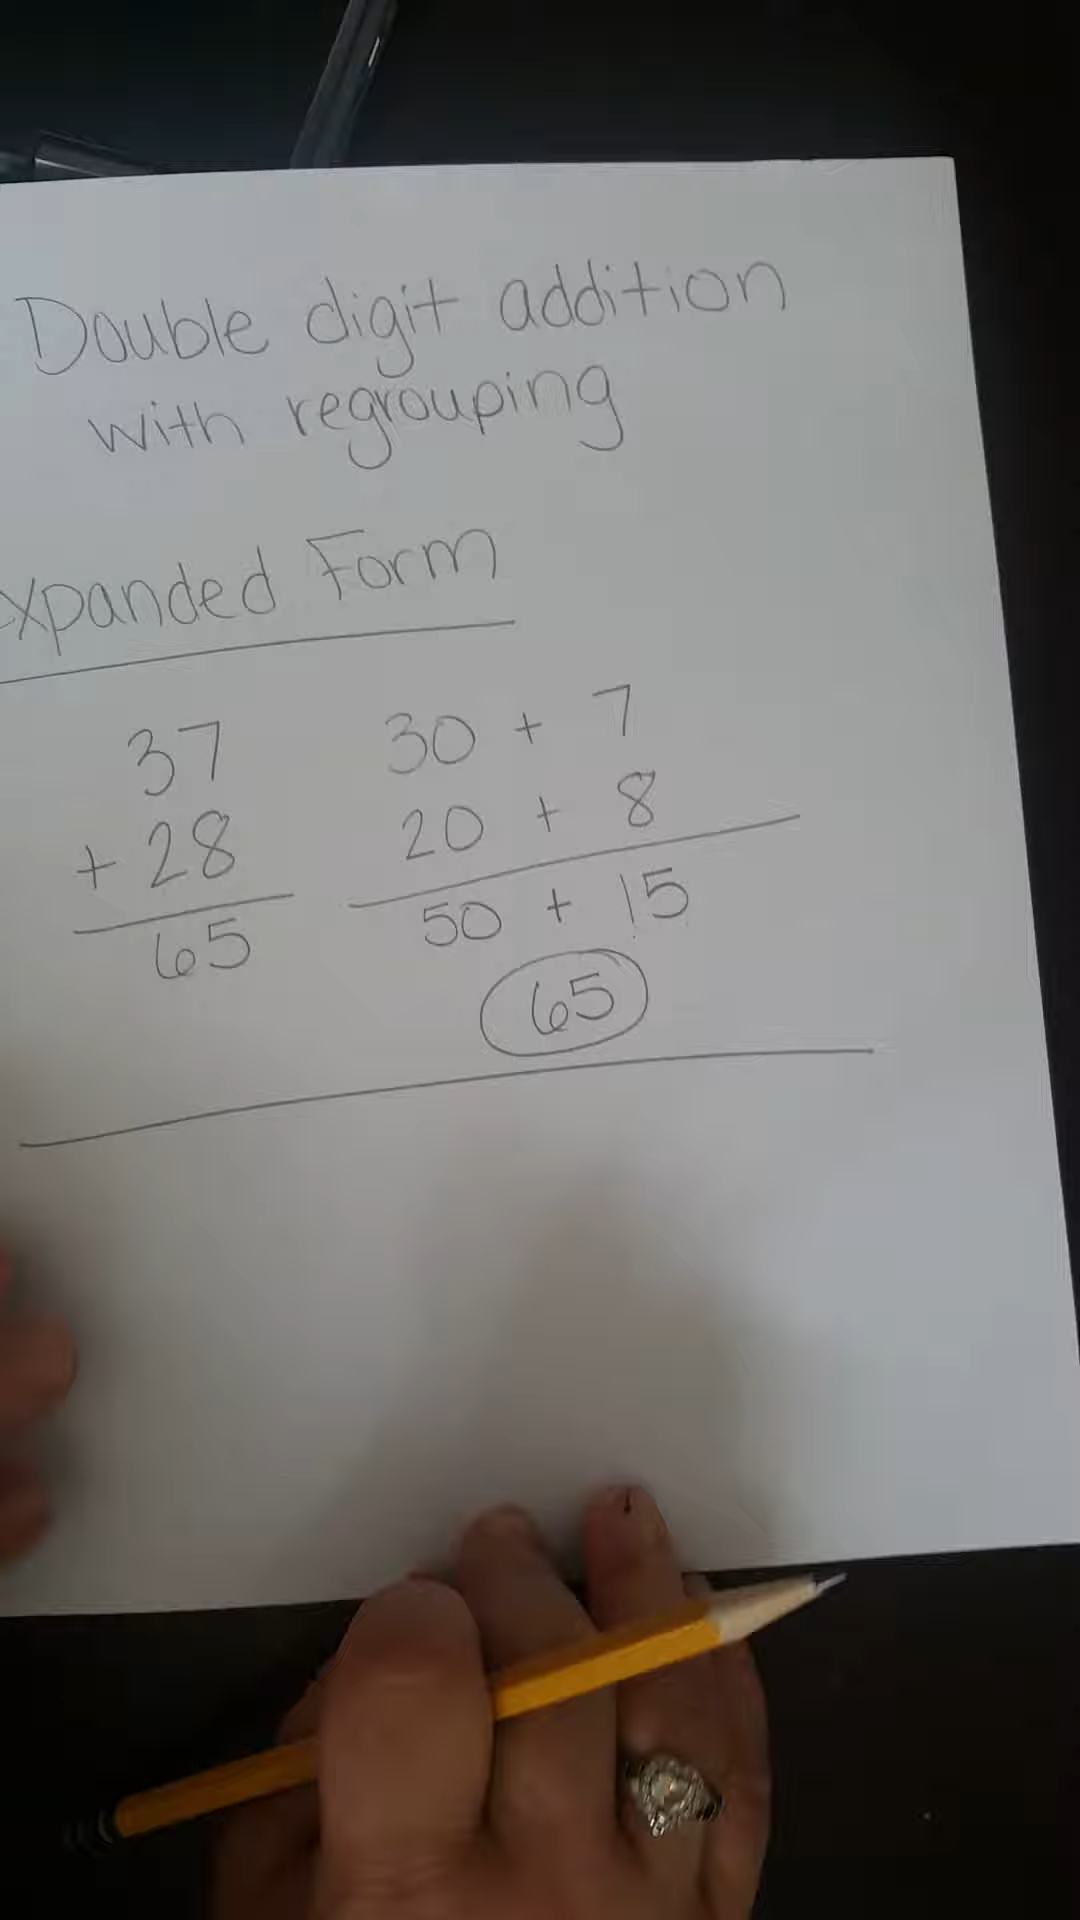 Double digit addition
with regrouping
xpanded Form
37 30 + 7
+ 28 20 + 8
65 50 + 15
65